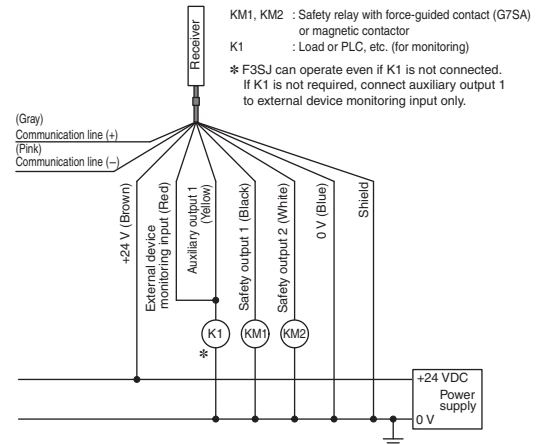 Receiver
KM1, KM2 : Safety relay with force-guided contact (G7SA)
or magnetic contactor
K1 : Load or PLC, etc. (for monitoring)
* F3SJ can operate even if K1 is not connected.
If K1 is not required, connect auxiliary output 1
to external device monitoring input only.
(Gray)
Communication line (+)
(Pink)
Communication line (–)
+24 V (Brown)
External device
monitoring input (Red)
Auxiliary output 1
(Yellow)
Safety output 1 (Black)
Safety output 2 (White)
0 V (Blue)
Shield
K1
*
KM1
KM2
+24 VDC
Power
supply
0 V